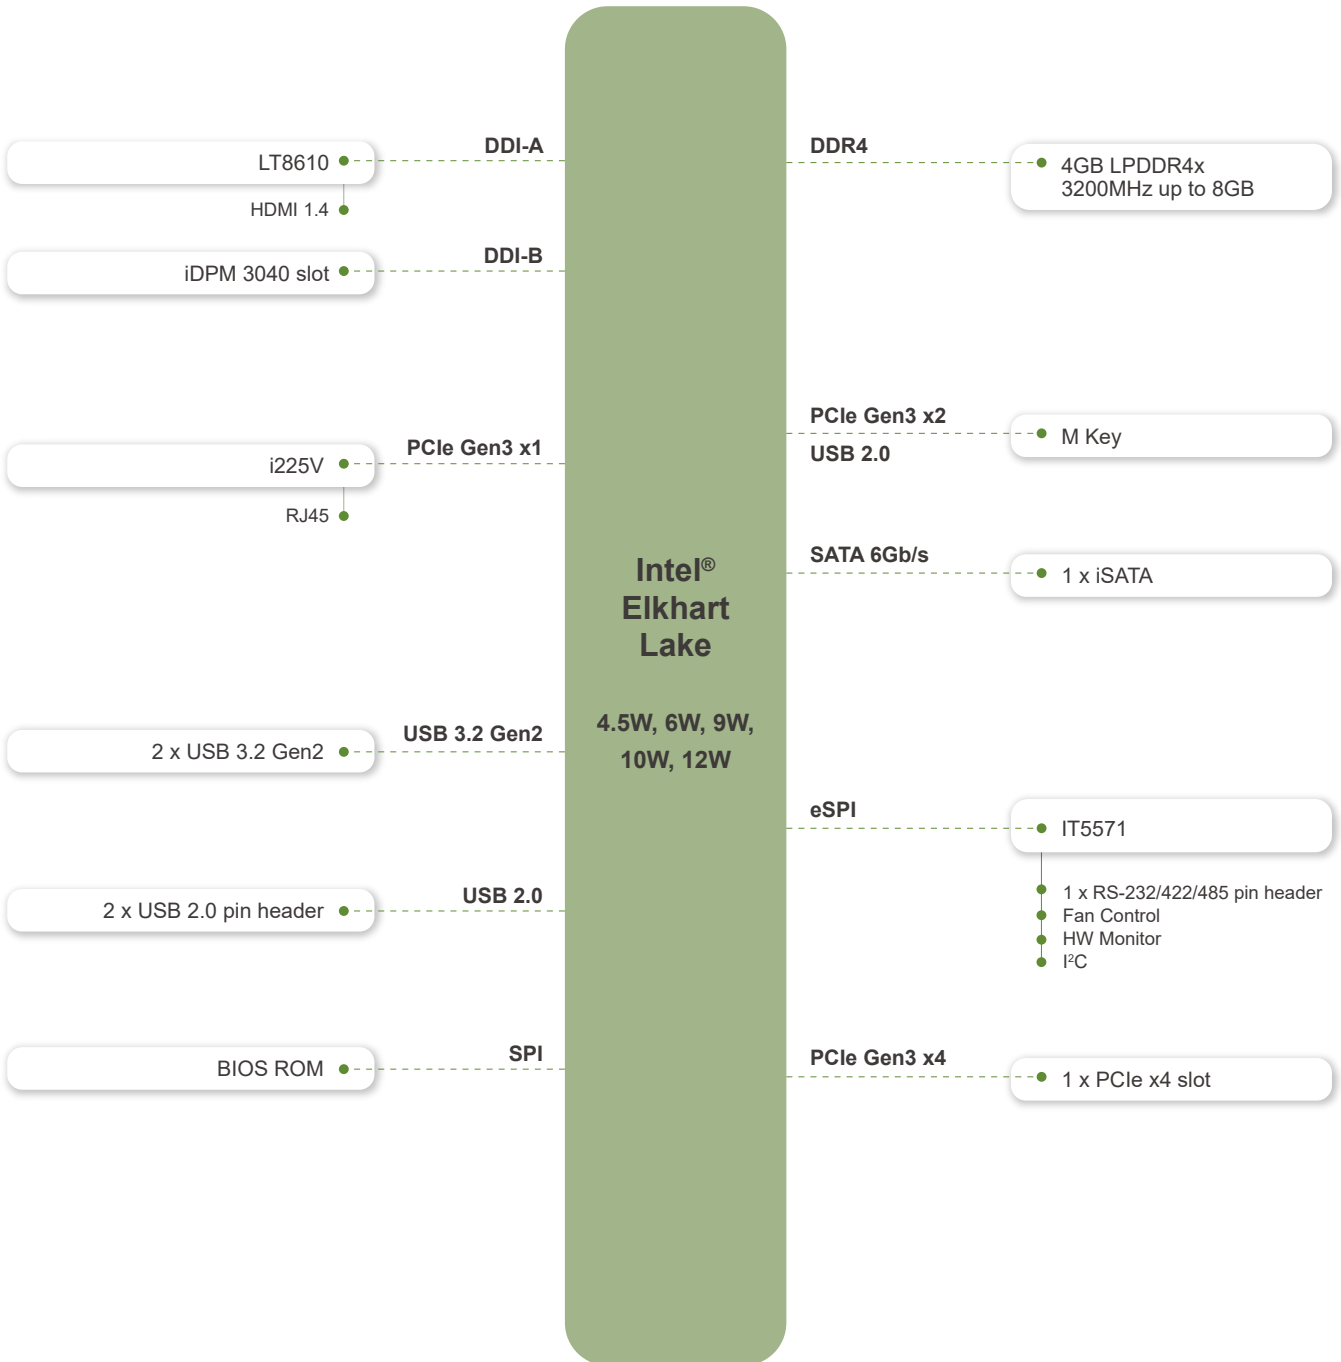 DDI-A
LT8610
HDMI 1.4
DDI-B
iDPM 3040 slot
PCIe Gen3 x1
i225V
RJ45
USB 3.2 Gen2
2 x USB 3.2 Gen2
USB 2.0
2 x USB 2.0 pin header
SPI
BIOS ROM
Intel®
Elkhart
Lake
4.5W, 6W, 9W,
10W, 12W
DDR4
4GB LPDDR4x
3200MHz up to 8GB
PCIe Gen3 x2
USB 2.0
M Key
SATA 6Gb/s
1 x iSATA
eSPI
IT5571
1 x RS-232/422/485 pin header
Fan Control
HW Monitor
I²C
PCIe Gen3 x4
1 x PCIe x4 slot